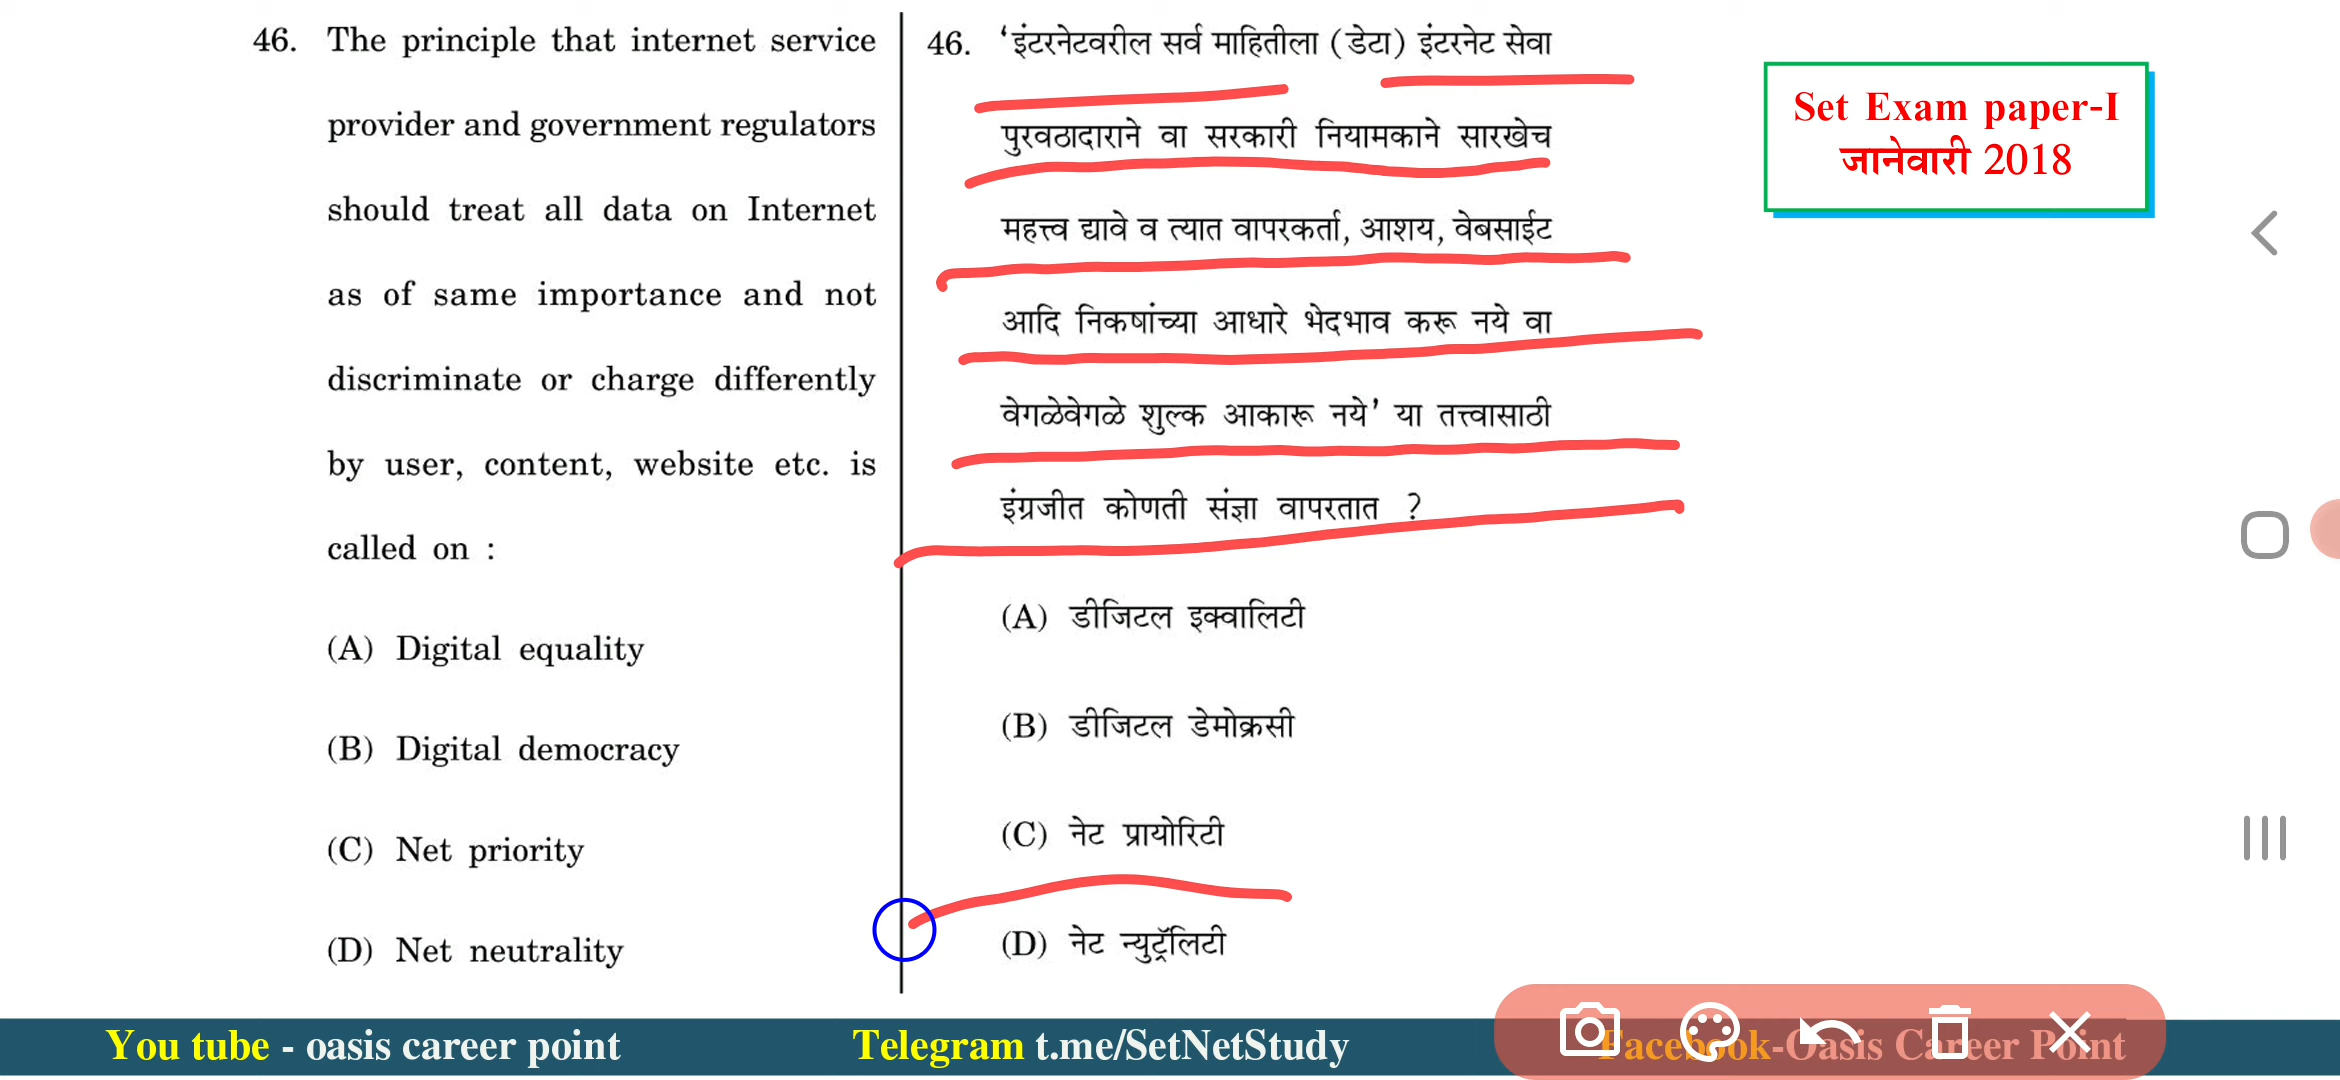 46. The principle that internet service
provider and government regulators
should treat all data on Internet
as of same importance and not
discriminate or charge differently
by user, content, website etc. is
called on :
(A) Digital equality
(B) Digital democracy
(C) Net priority
(D) Net neutrality
46. ‘इंटरनेटवरील सर्व माहितीला (डेटा) इंटरनेट सेवा
पुरवठादाराने वा सरकारी नियामकाने सारखेच
महत्त्व द्यावे व त्यात वापरकर्ता, आशय, वेबसाईट
आदि निकषांच्या आधारे भेदभाव करू नये वा
वेगळेवेगळे शुल्क आकारू नये’ या तत्त्वासाठी
इंग्रजीत कोणती संज्ञा वापरतात ?
(A) डीजिटल इक्वालिटी
(B) डीजिटल डेमोक्रसी
(C) नेट प्रायोरिटी
(D) नेट न्युट्रॅलिटी
Set Exam paper-I
जानेवारी 2018
You tube - oasis career point
Telegram t.me/SetNetStudy
Facebook-Oasis Career Point